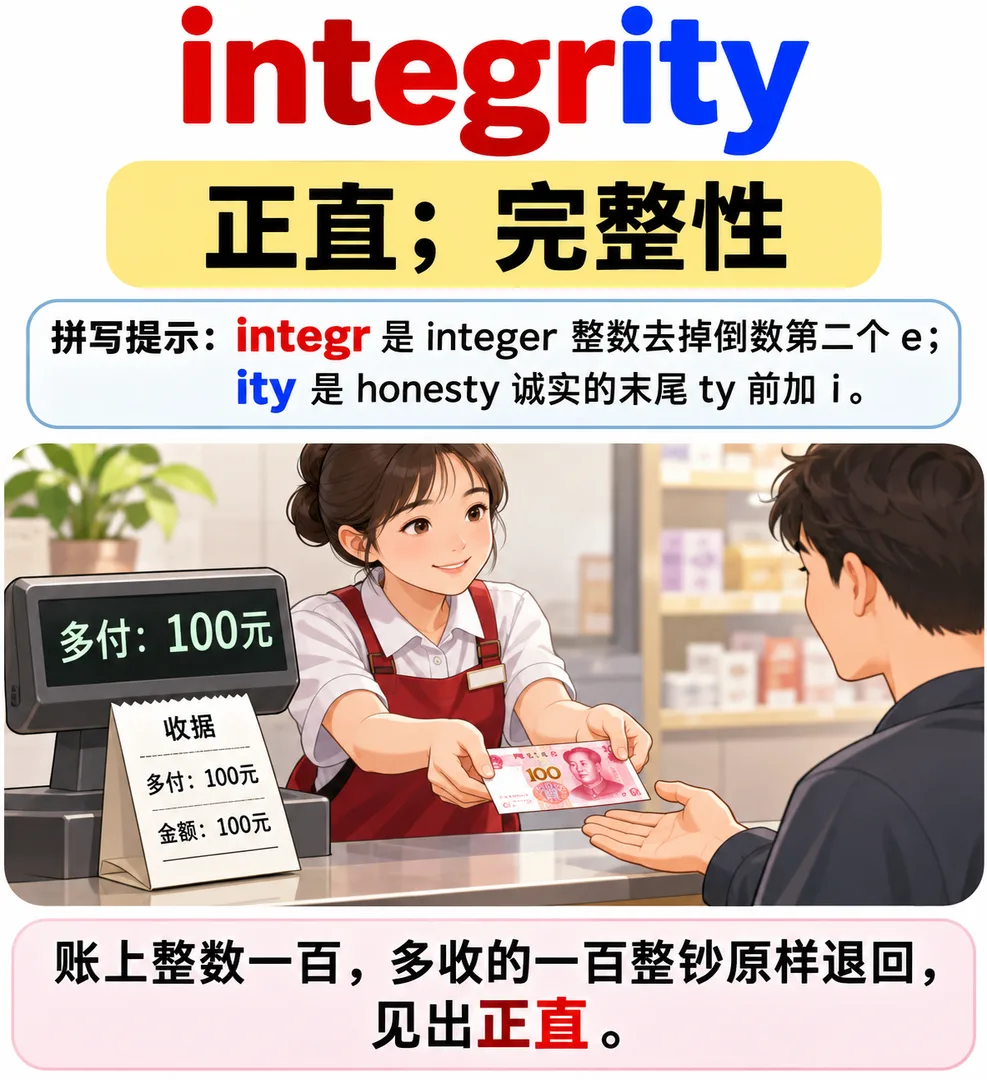 integrity
正直；完整性
拼写提示：integr 是 integer 整数去掉倒数第二个 e；
ity 是 honesty 诚实的末尾 ty 前加 i。
多付：100元
收据
多付：100元
金额：100元
100
账上整数一百，多收的一百整钞原样退回，
见出正直。